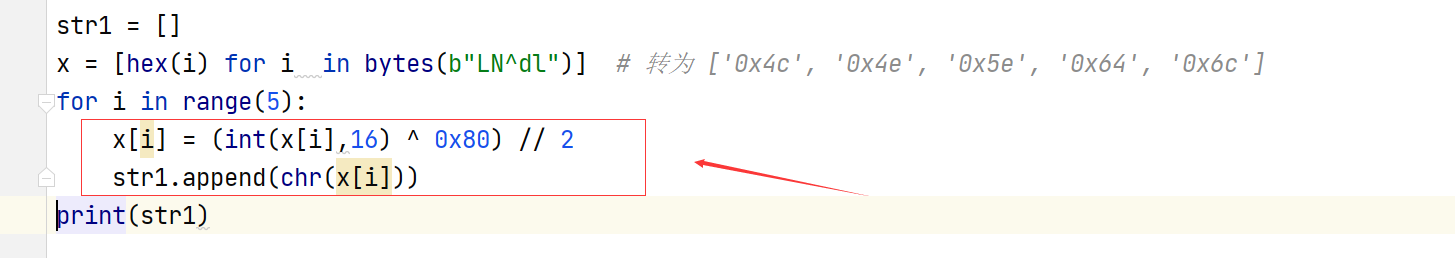 str1 = []
x = [hex(i) for i  in bytes(b"LN^dl")]  # 转为 ['0x4c', '0x4e', '0x5e', '0x64', '0x6c']
for i in range(5):
    x[i] = (int(x[i],16) ^ 0x80) // 2
    str1.append(chr(x[i]))
print(str1)